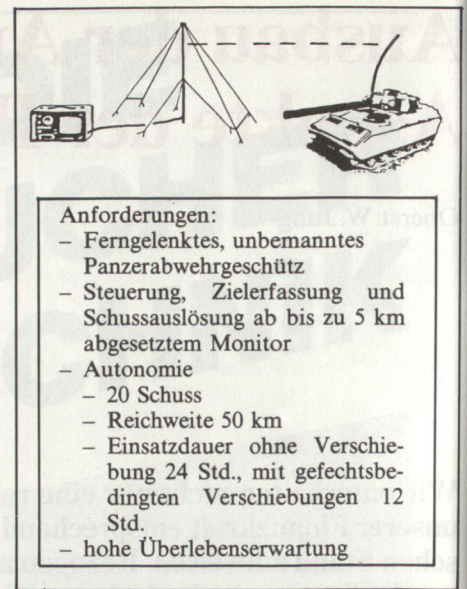 Anforderungen:
– Ferngelenktes, unbemanntes
Panzerabwehrgeschütz
– Steuerung, Zielerfassung und
Schussauslösung ab bis zu 5 km
abgesetztem Monitor
– Autonomie
– 20 Schuss
– Reichweite 50 km
– Einsatzdauer ohne Verschie-
bung 24 Std., mit gefechtsbe-
dingten Verschiebungen 12
Std.
– hohe Überlebenserwartung